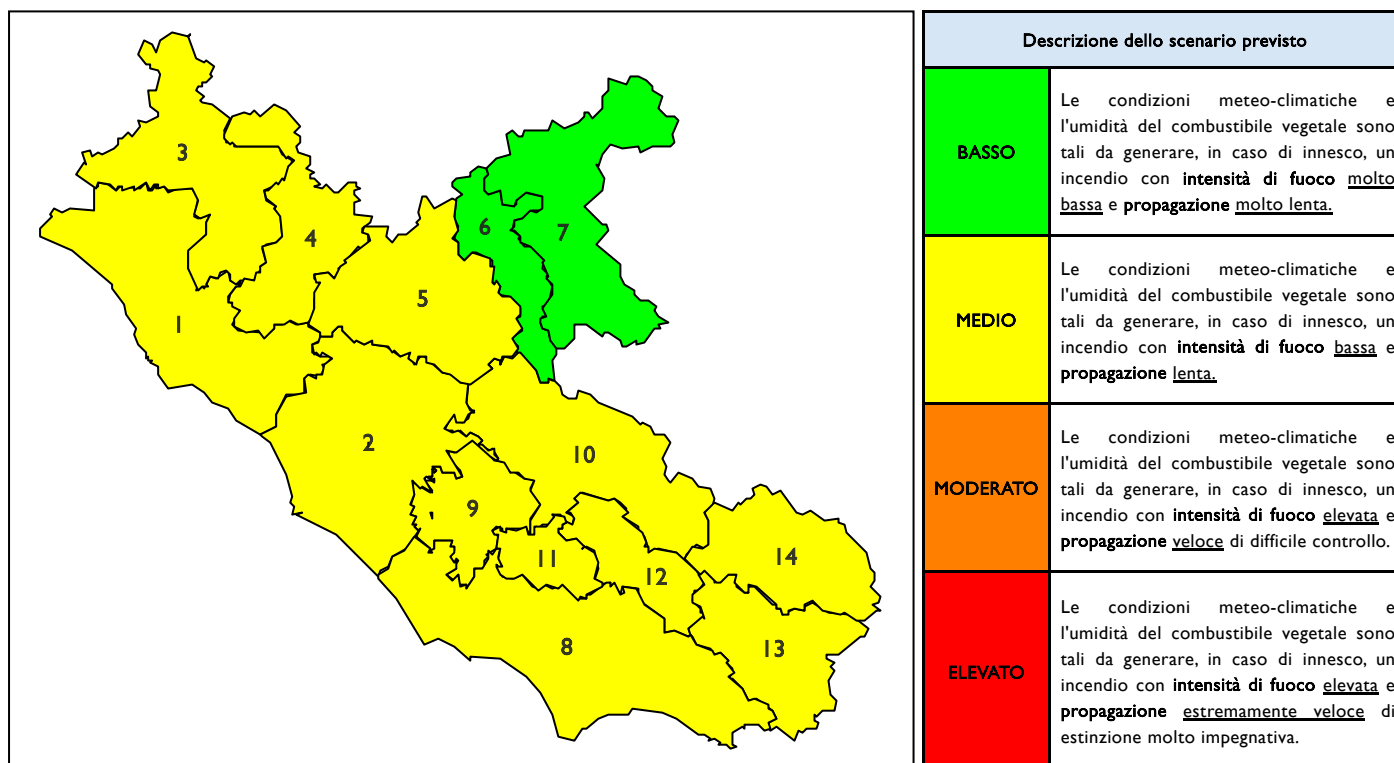 3
4
6
7
5
1
2
10
9
11
12
14
8
13
Descrizione dello scenario previsto
BASSO
Le condizioni meteo-climatiche e
l'umidità del combustibile vegetale sono
tali da generare, in caso di innesco, un
incendio con intensità di fuoco molto
bassa e propagazione molto lenta.
MEDIO
Le condizioni meteo-climatiche e
l'umidità del combustibile vegetale sono
tali da generare, in caso di innesco, un
incendio con intensità di fuoco bassa e
propagazione lenta.
MODERATO
Le condizioni meteo-climatiche e
l'umidità del combustibile vegetale sono
tali da generare, in caso di innesco, un
incendio con intensità di fuoco elevata e
propagazione veloce di difficile controllo.
ELEVATO
Le condizioni meteo-climatiche e
l'umidità del combustibile vegetale sono
tali da generare, in caso di innesco, un
incendio con intensità di fuoco elevata e
propagazione estremamente veloce di
estinzione molto impegnativa.